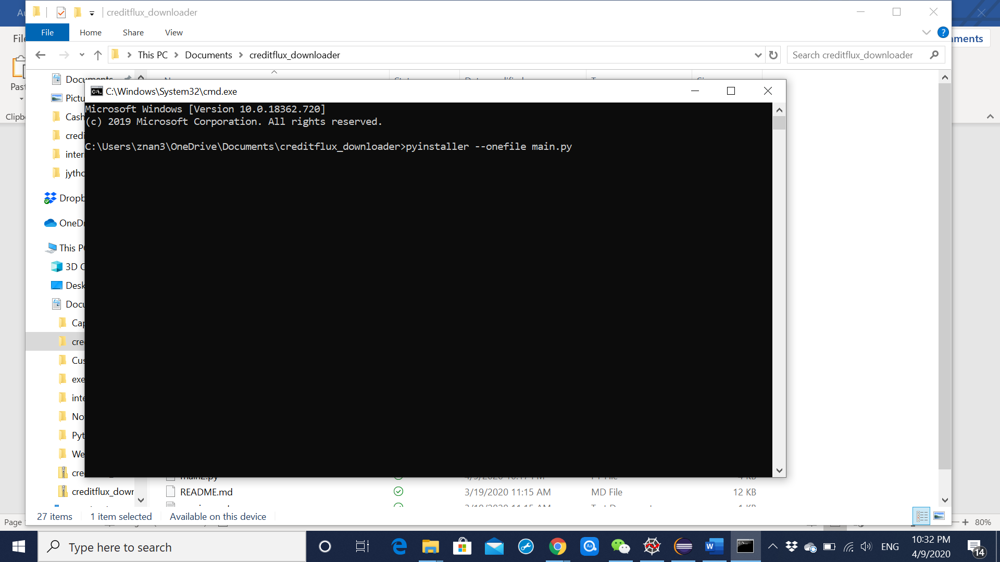 creditflux_downloader
File Home Share View
This PC Documents creditflux_downloader
Search creditflux_downloader
C:\Windows\System32\cmd.exe
Microsoft Windows [Version 10.0.18362.720]
(c) 2019 Microsoft Corporation. All rights reserved.
C:\Users\znan3\OneDrive\Documents\creditflux_downloader>pyinstaller --onefile main.py
Documents
Pictu
Cash
credi
inter
jytho
Dropb
OneDr
This PC
3D O
Desk
Docu
Cap
cre
Cus
exe
inte
No
Pyt
We
cre
creditflux_dowr
main2.py
README.md 3/19/2020 11:15 AM MD File 12 KB
27 items 1 item selected Available on this device
File
Past
Clipbo
mments
Page
80%
Type here to search
ENG
10:32 PM
4/9/2020
14